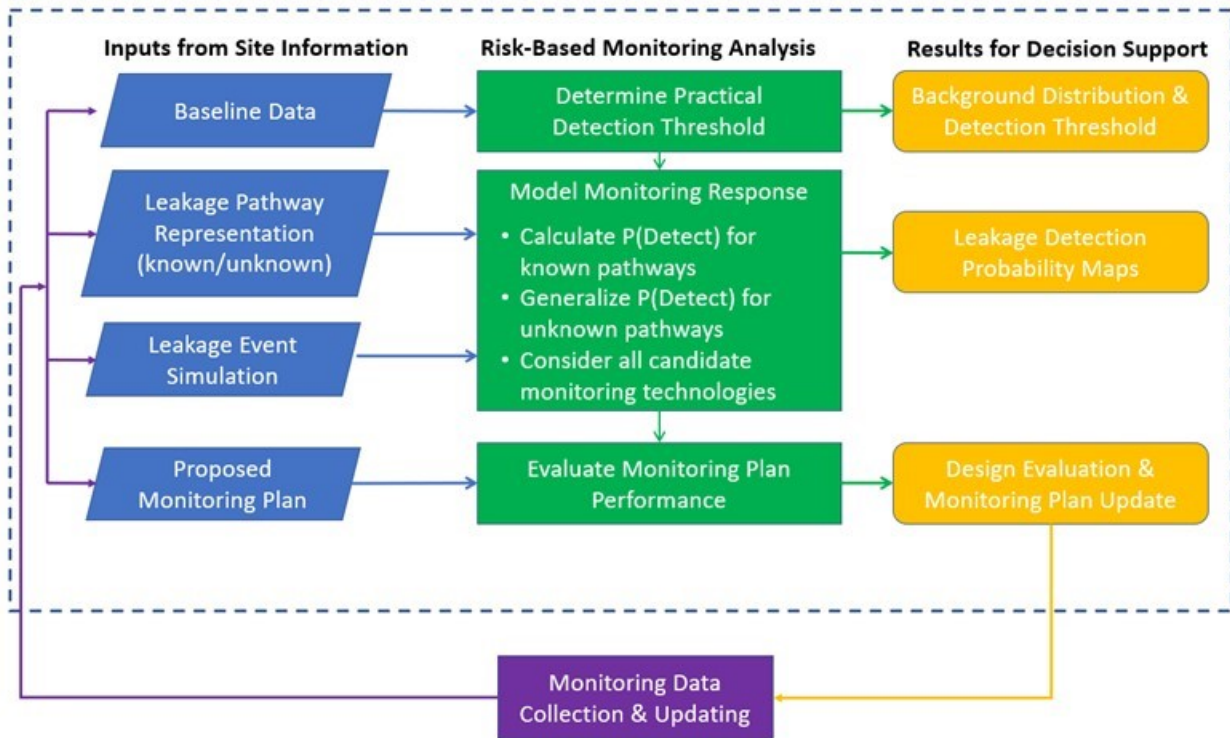 Inputs from Site Information
Risk-Based Monitoring Analysis
Results for Decision Support
Baseline Data
Determine Practical
Detection Threshold
Background Distribution &
Detection Threshold
Leakage Pathway
Representation
(known/unknown)
Model Monitoring Response
• Calculate P(Detect) for
known pathways
• Generalize P(Detect) for
unknown pathways
• Consider all candidate
monitoring technologies
Leakage Detection
Probability Maps
Leakage Event
Simulation
Proposed
Monitoring Plan
Evaluate Monitoring Plan
Performance
Design Evaluation &
Monitoring Plan Update
Monitoring Data
Collection & Updating